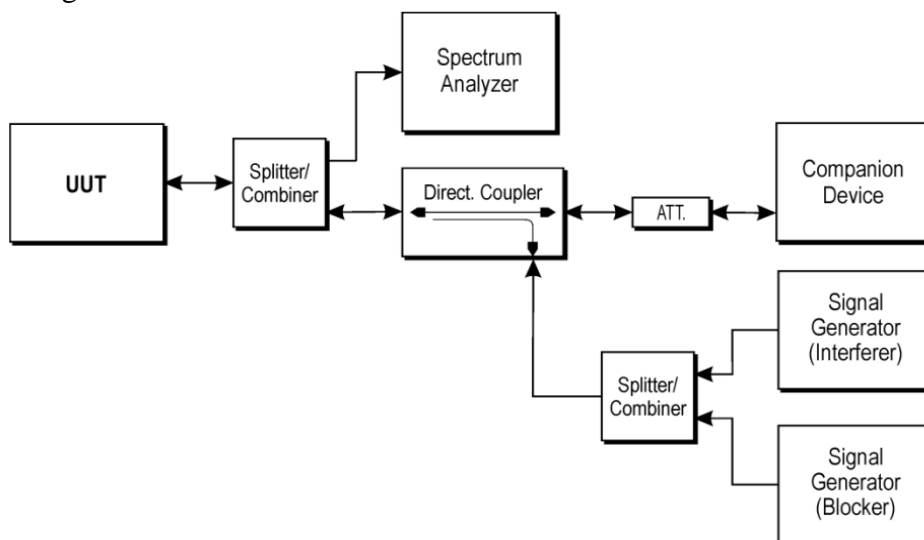 Spectrum
Analyzer
UUT
Splitter/
Combiner
Direct. Coupler
ATT.
Companion
Device
Signal
Generator
(Interferer)
Splitter/
Combiner
Signal
Generator
(Blocker)